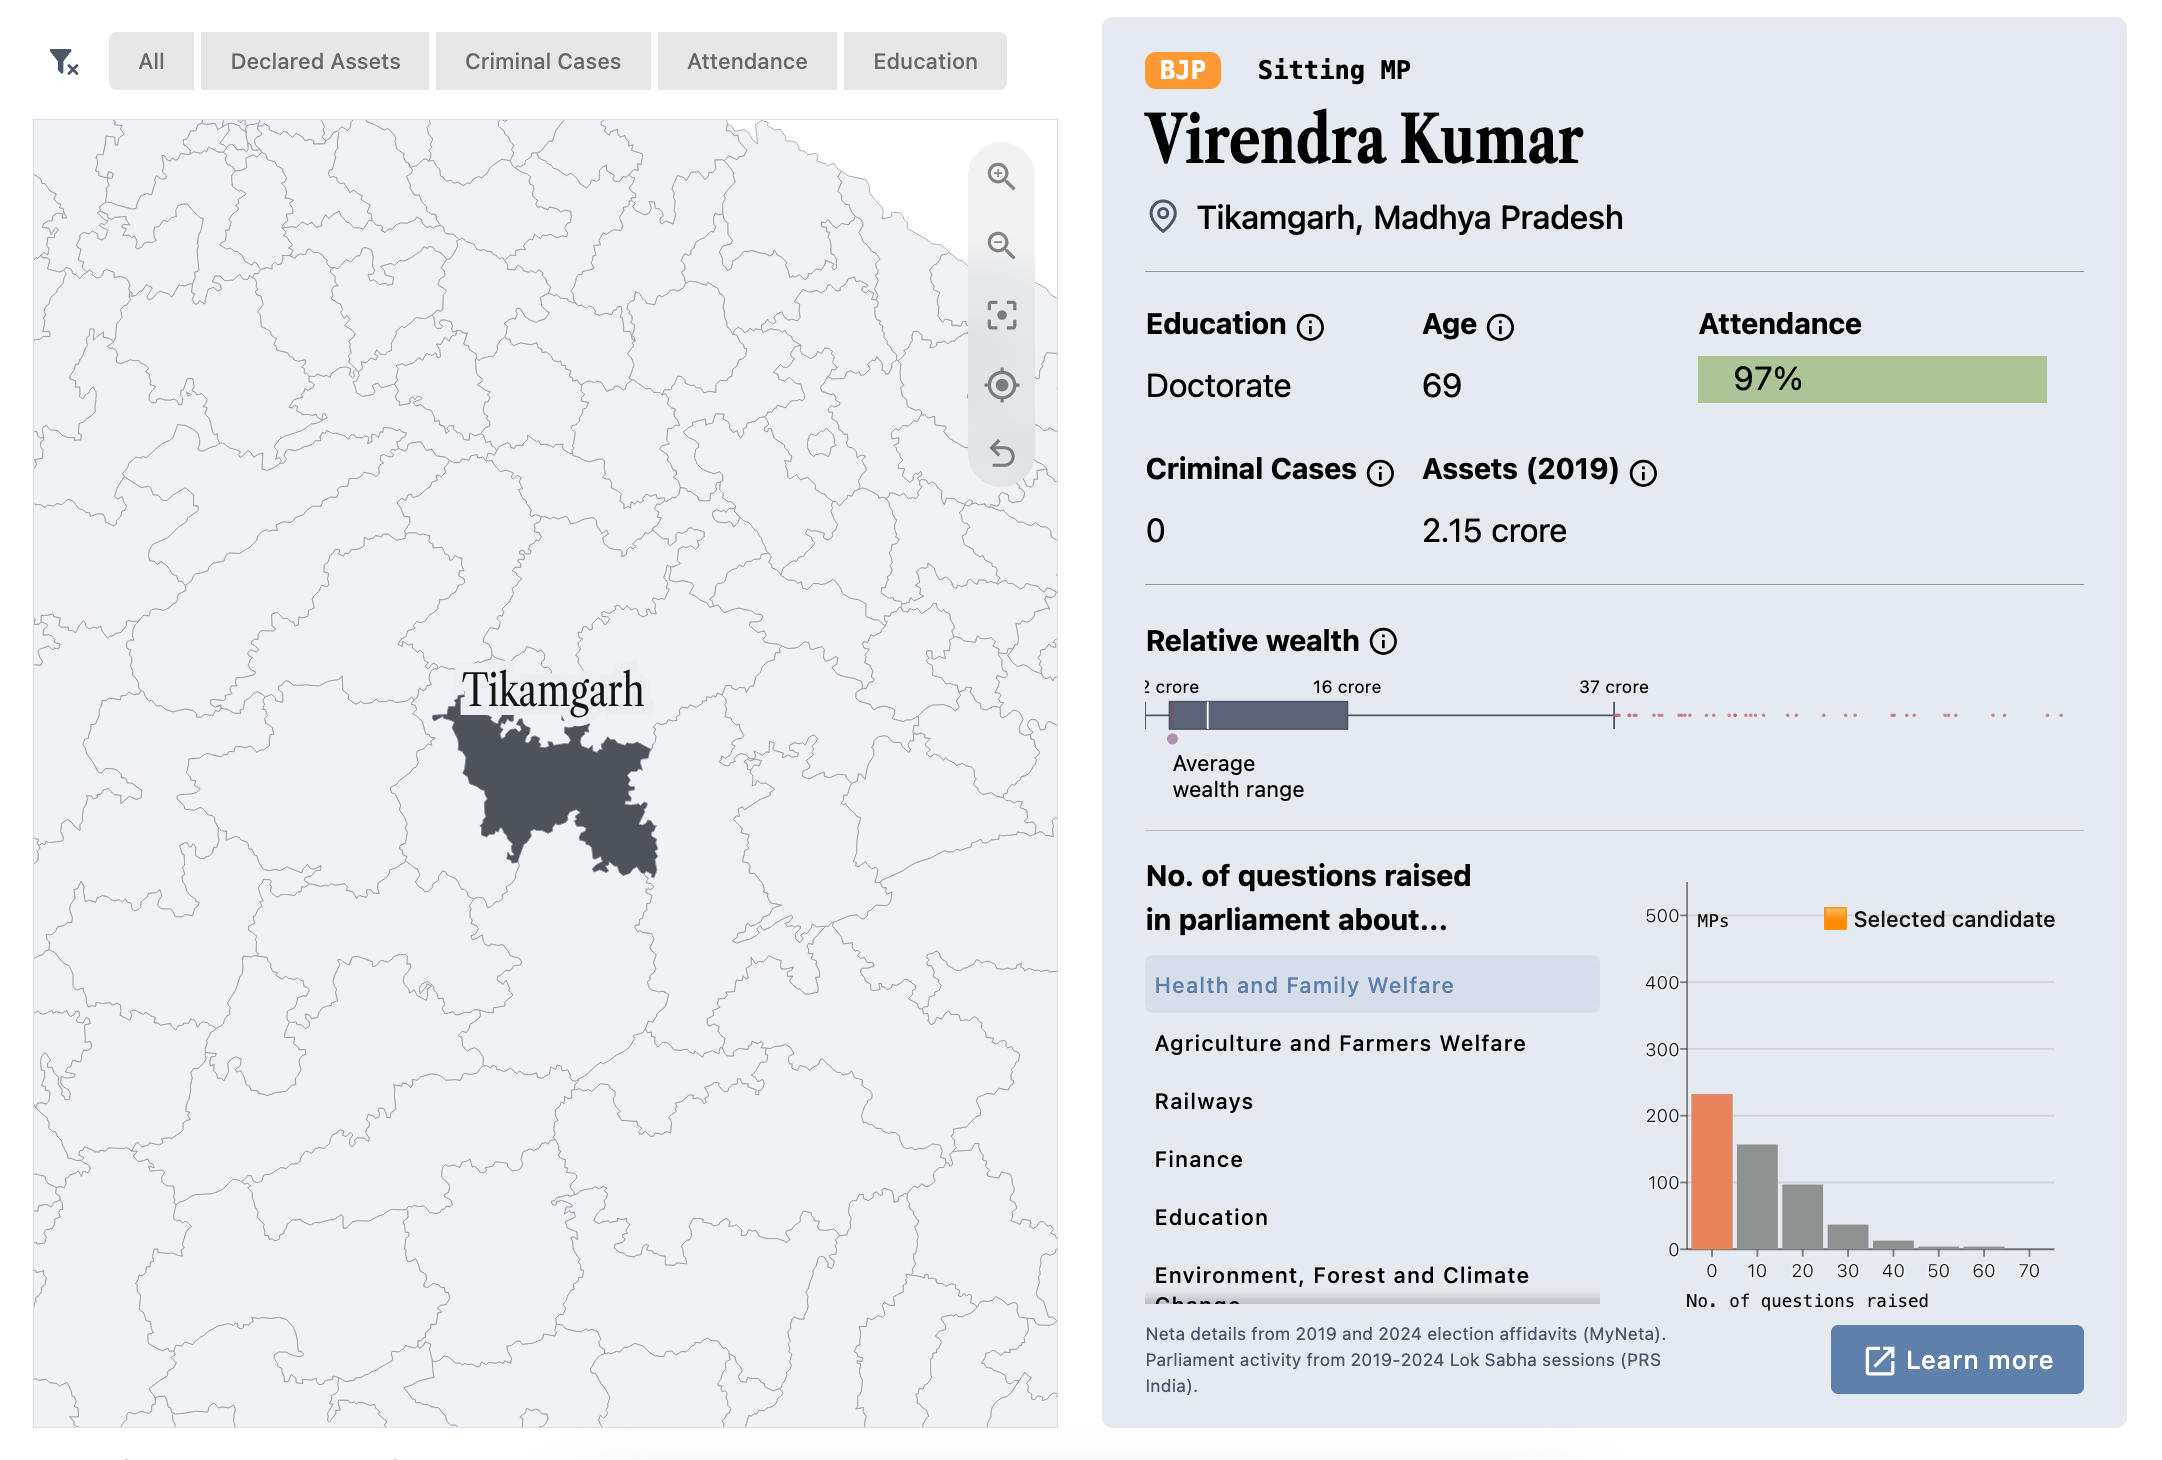 All
Declared Assets
Criminal Cases
Attendance
Education
Tikamgarh
BJP
Sitting MP
Virendra Kumar
Tikamgarh, Madhya Pradesh
Education
Age
Attendance
Doctorate
69
97%
Criminal Cases
Assets (2019)
0
2.15 crore
Relative wealth
2 crore
16 crore
37 crore
Average
wealth range
No. of questions raised
in parliament about...
Health and Family Welfare
Agriculture and Farmers Welfare
Railways
Finance
Education
Environment, Forest and Climate
Change
500
MPs
Selected candidate
400
300
200
100
0
0 10 20 30 40 50 60 70
No. of questions raised
Neta details from 2019 and 2024 election affidavits (MyNeta).
Parliament activity from 2019-2024 Lok Sabha sessions (PRS
India).
Learn more